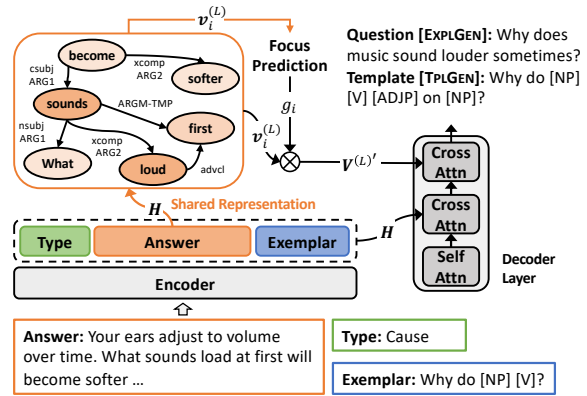 v_i^(L)
Focus
Prediction
g_i
v_i^(L)
V^(L)′
become
csubj
ARG1
xcomp
ARG2
softer
sounds
ARGM-TMP
first
nsubj
ARG1
xcomp
ARG2
What
loud
advcl
H
Shared Representation
Type
Answer
Exemplar
H
Encoder
Question [EXPLGEN]: Why does
music sound louder sometimes?
Template [TPLGEN]: Why do [NP]
[V] [ADJP] on [NP]?
Cross
Attn
Cross
Attn
Self
Attn
Decoder
Layer
Answer: Your ears adjust to volume
over time. What sounds load at first will
become softer …
Type: Cause
Exemplar: Why do [NP] [V]?